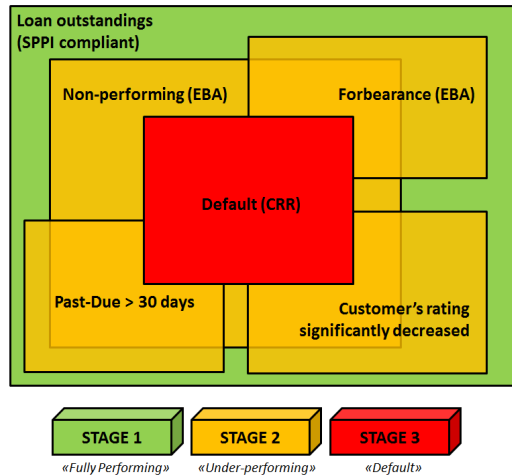 Loan outstandings
(SPPI compliant)
Non-performing (EBA)
Forbearance (EBA)
Default (CRR)
Past-Due > 30 days
Customer's rating
significantly decreased
STAGE 1
STAGE 2
STAGE 3
«Fully Performing»
«Under-performing»
«Default»